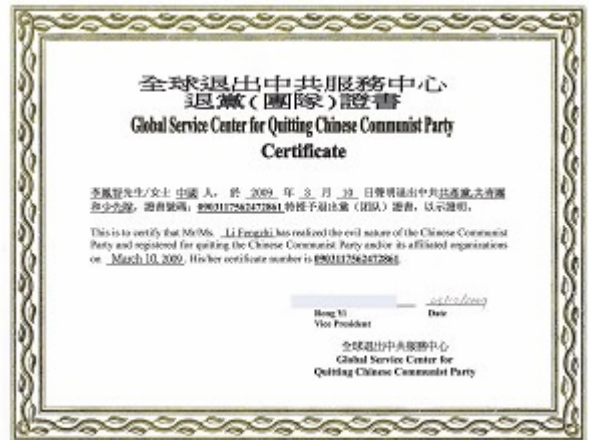 全球退出中共服務中心
退黨(團隊)證書
Global Service Center for Quitting Chinese Communist Party
Certificate
李鳳智先生/女士 中國 人, 於 2009 年 3 月 10 日聲明退出中共共產黨,共青團
和少先隊, 證書號碼: 0903117562472861 特授予退出黨 (团队) 證書, 以示證明。
This is to certify that Mr/Ms. Li Fengzhi has realized the evil nature of the Chinese Communist
Party and registered for quitting the Chinese Communist Party and/or its affiliated organizations
on March 10, 2009. His/her certificate number is 0903117562472861.
Rong Yi Date
Vice President
全球退出中共服務中心
Global Service Center for
Quitting Chinese Communist Party